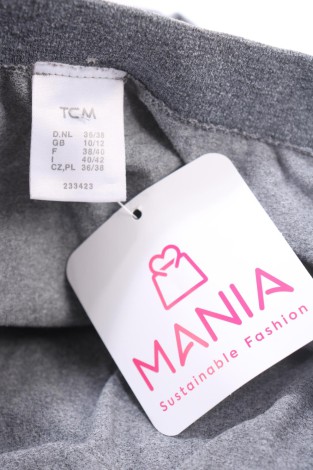 TCM
D.NL 36/38
GB 10/12
F 38/40
I 40/42
CZ,PL 36/38
233423
MANIA
Sustainable Fashion